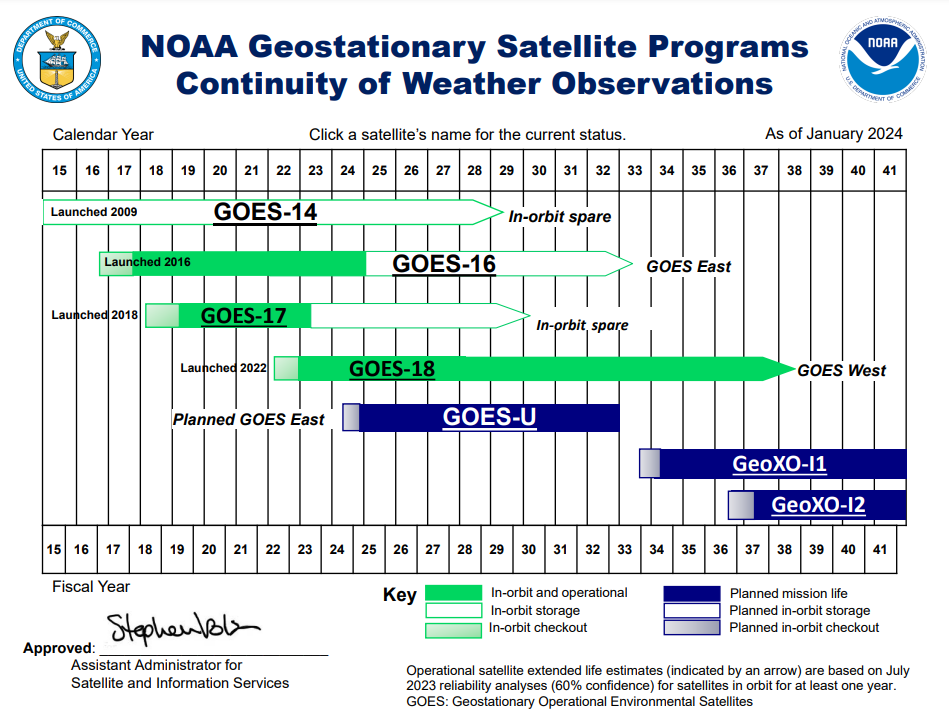 DEPARTMENT OF COMMERCE
UNITED STATES OF AMERICA
NOAA Geostationary Satellite Programs
Continuity of Weather Observations
NATIONAL OCEANIC AND ATMOSPHERIC ADMINISTRATION
NOAA
U.S. DEPARTMENT OF COMMERCE
Calendar Year
Click a satellite's name for the current status.
As of January 2024
15 16 17 18 19 20 21 22 23 24 25 26 27 28 29 30 31 32 33 34 35 36 37 38 39 40 41
Launched 2009 GOES-14 In-orbit spare
Launched 2016 GOES-16 GOES East
Launched 2018 GOES-17 In-orbit spare
Launched 2022 GOES-18 GOES West
Planned GOES East GOES-U
GeoXO-I1
GeoXO-I2
15 16 17 18 19 20 21 22 23 24 25 26 27 28 29 30 31 32 33 34 35 36 37 38 39 40 41
Fiscal Year
Key
In-orbit and operational
In-orbit storage
In-orbit checkout
Planned mission life
Planned in-orbit storage
Planned in-orbit checkout
Approved:
Assistant Administrator for
Satellite and Information Services
Operational satellite extended life estimates (indicated by an arrow) are based on July
2023 reliability analyses (60% confidence) for satellites in orbit for at least one year.
GOES: Geostationary Operational Environmental Satellites